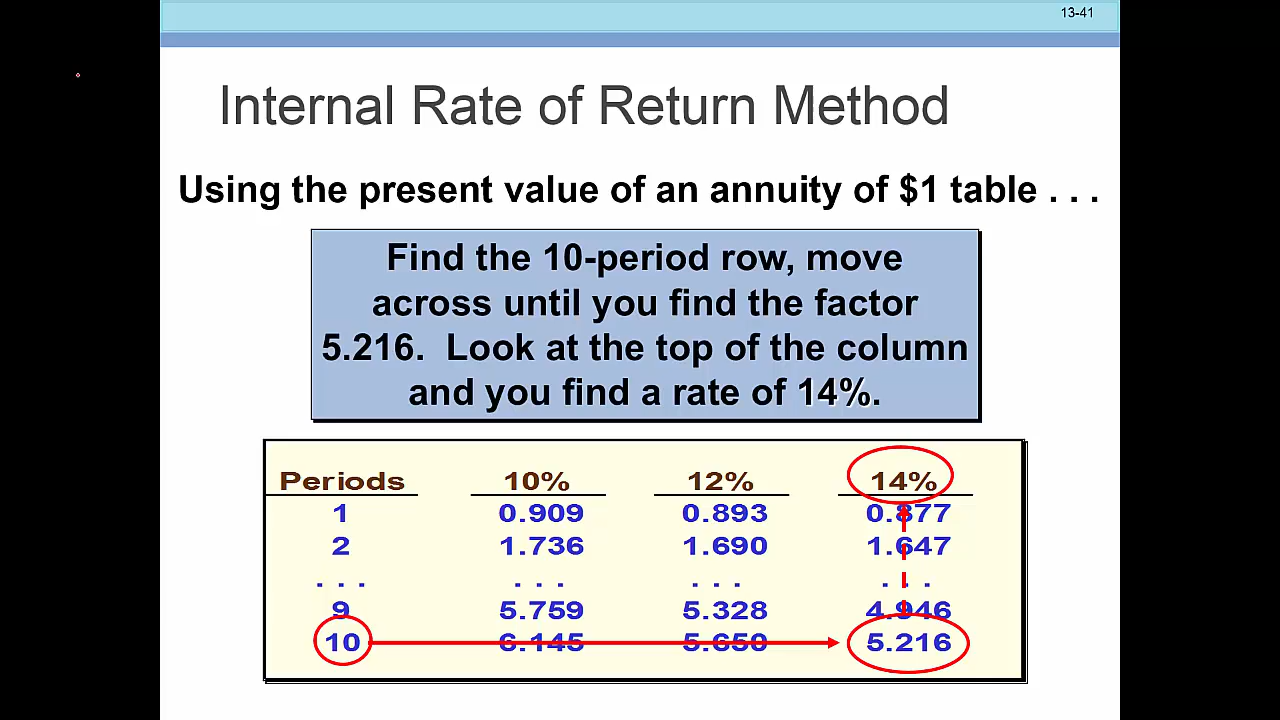 13-41
Internal Rate of Return Method
Using the present value of an annuity of $1 table . . .
Find the 10-period row, move
across until you find the factor
5.216. Look at the top of the column
and you find a rate of 14%.
Periods 10% 12% 14%
1 0.909 0.893 0.877
2 1.736 1.690 1.647
. . . . . . . . . . . .
9 5.759 5.328 4.946
10 6.145 5.650 5.216